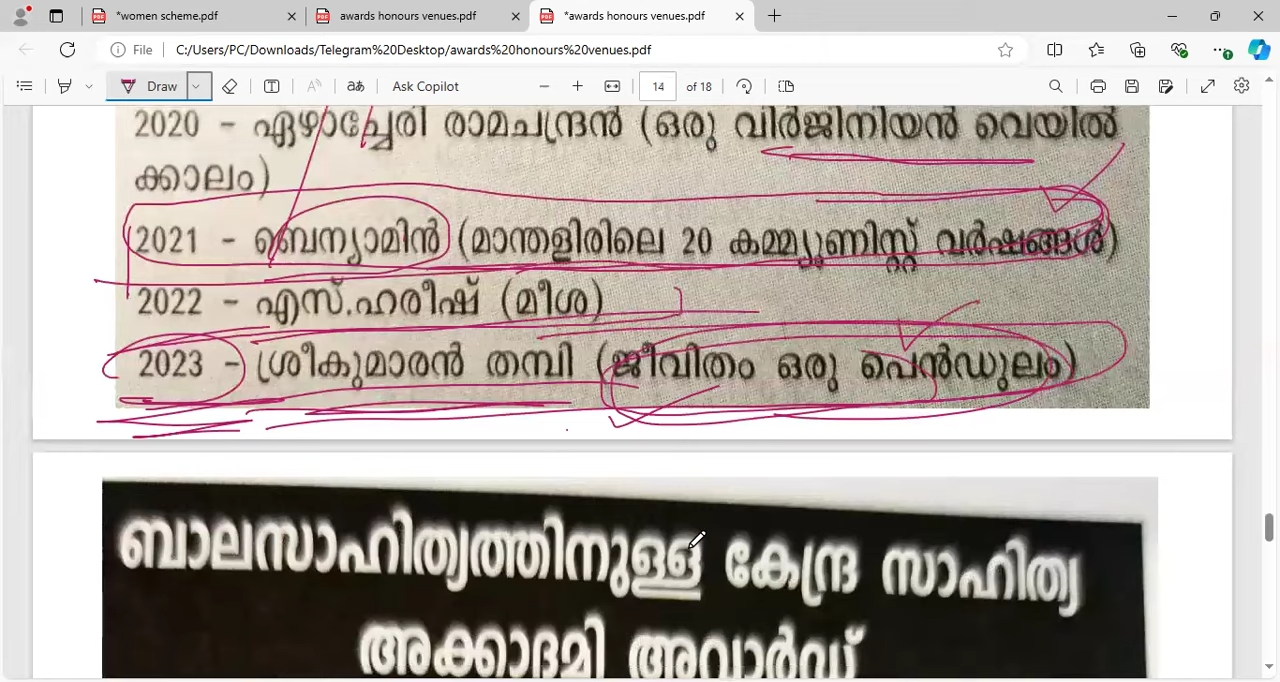 *women scheme.pdf
awards honours venues.pdf
*awards honours venues.pdf
File
C:/Users/PC/Downloads/Telegram%20Desktop/awards%20honours%20venues.pdf
Draw
aあ
Ask Copilot
14 of 18
2020 - ഏഴാച്ചേരി രാമചന്ദ്രൻ (ഒരു വിർജിനിയൻ വെയിൽ
ക്കാലം)
2021 - ബെന്യാമിൻ (മാന്തളിരിലെ 20 കമ്മ്യൂണിസ്റ്റ് വർഷങ്ങൾ)
2022 - എസ്.ഹരീഷ് (മീശ)
2023 - ശ്രീകുമാരൻ തമ്പി (ജീവിതം ഒരു പെൻഡുലം)
ബാലസാഹിത്യത്തിനുള്ള കേന്ദ്ര സാഹിത്യ
അക്കാദമി അവാർഡ്